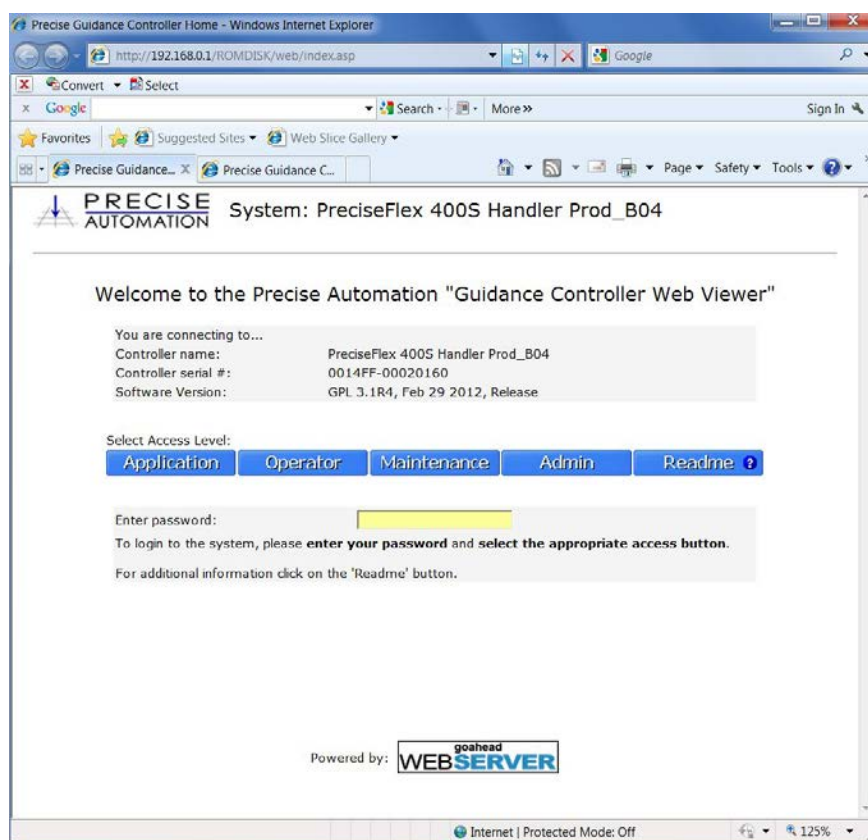 Precise Guidance Controller Home - Windows Internet Explorer
http://192.168.0.1/ROMDISK/web/index.asp
Google
Convert Select
x Google Search More» Sign In
Favorites Suggested Sites Web Slice Gallery
Precise Guidance... X Precise Guidance C... Page Safety Tools
PRECISE
AUTOMATION
System: PreciseFlex 400S Handler Prod_B04
Welcome to the Precise Automation "Guidance Controller Web Viewer"
You are connecting to...
Controller name: PreciseFlex 400S Handler Prod_B04
Controller serial #: 0014FF-00020160
Software Version: GPL 3.1R4, Feb 29 2012, Release
Select Access Level:
Application Operator Maintenance Admin Readme ?
Enter password:
To login to the system, please enter your password and select the appropriate access button.
For additional information click on the 'Readme' button.
Powered by: goahead WEBSERVER
Internet | Protected Mode: Off 125%